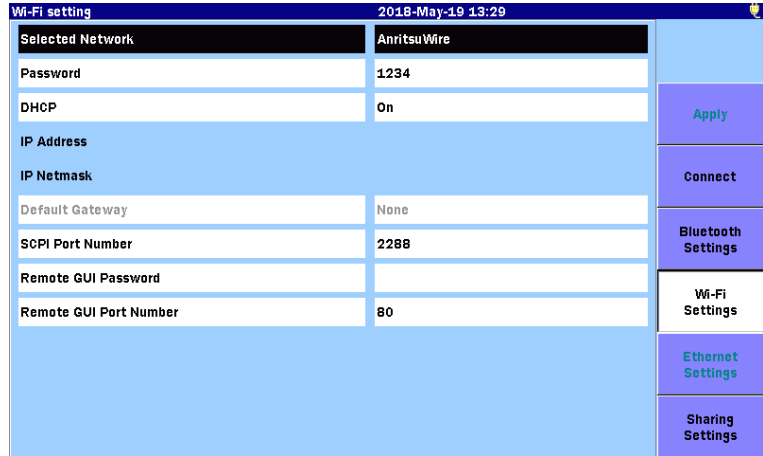 Wi-Fi setting 2018-May-19 13:29
Selected Network AnritsuWire
Password 1234
DHCP On
IP Address
IP Netmask
Default Gateway None
SCPI Port Number 2288
Remote GUI Password
Remote GUI Port Number 80
Apply
Connect
Bluetooth
Settings
Wi-Fi
Settings
Ethernet
Settings
Sharing
Settings